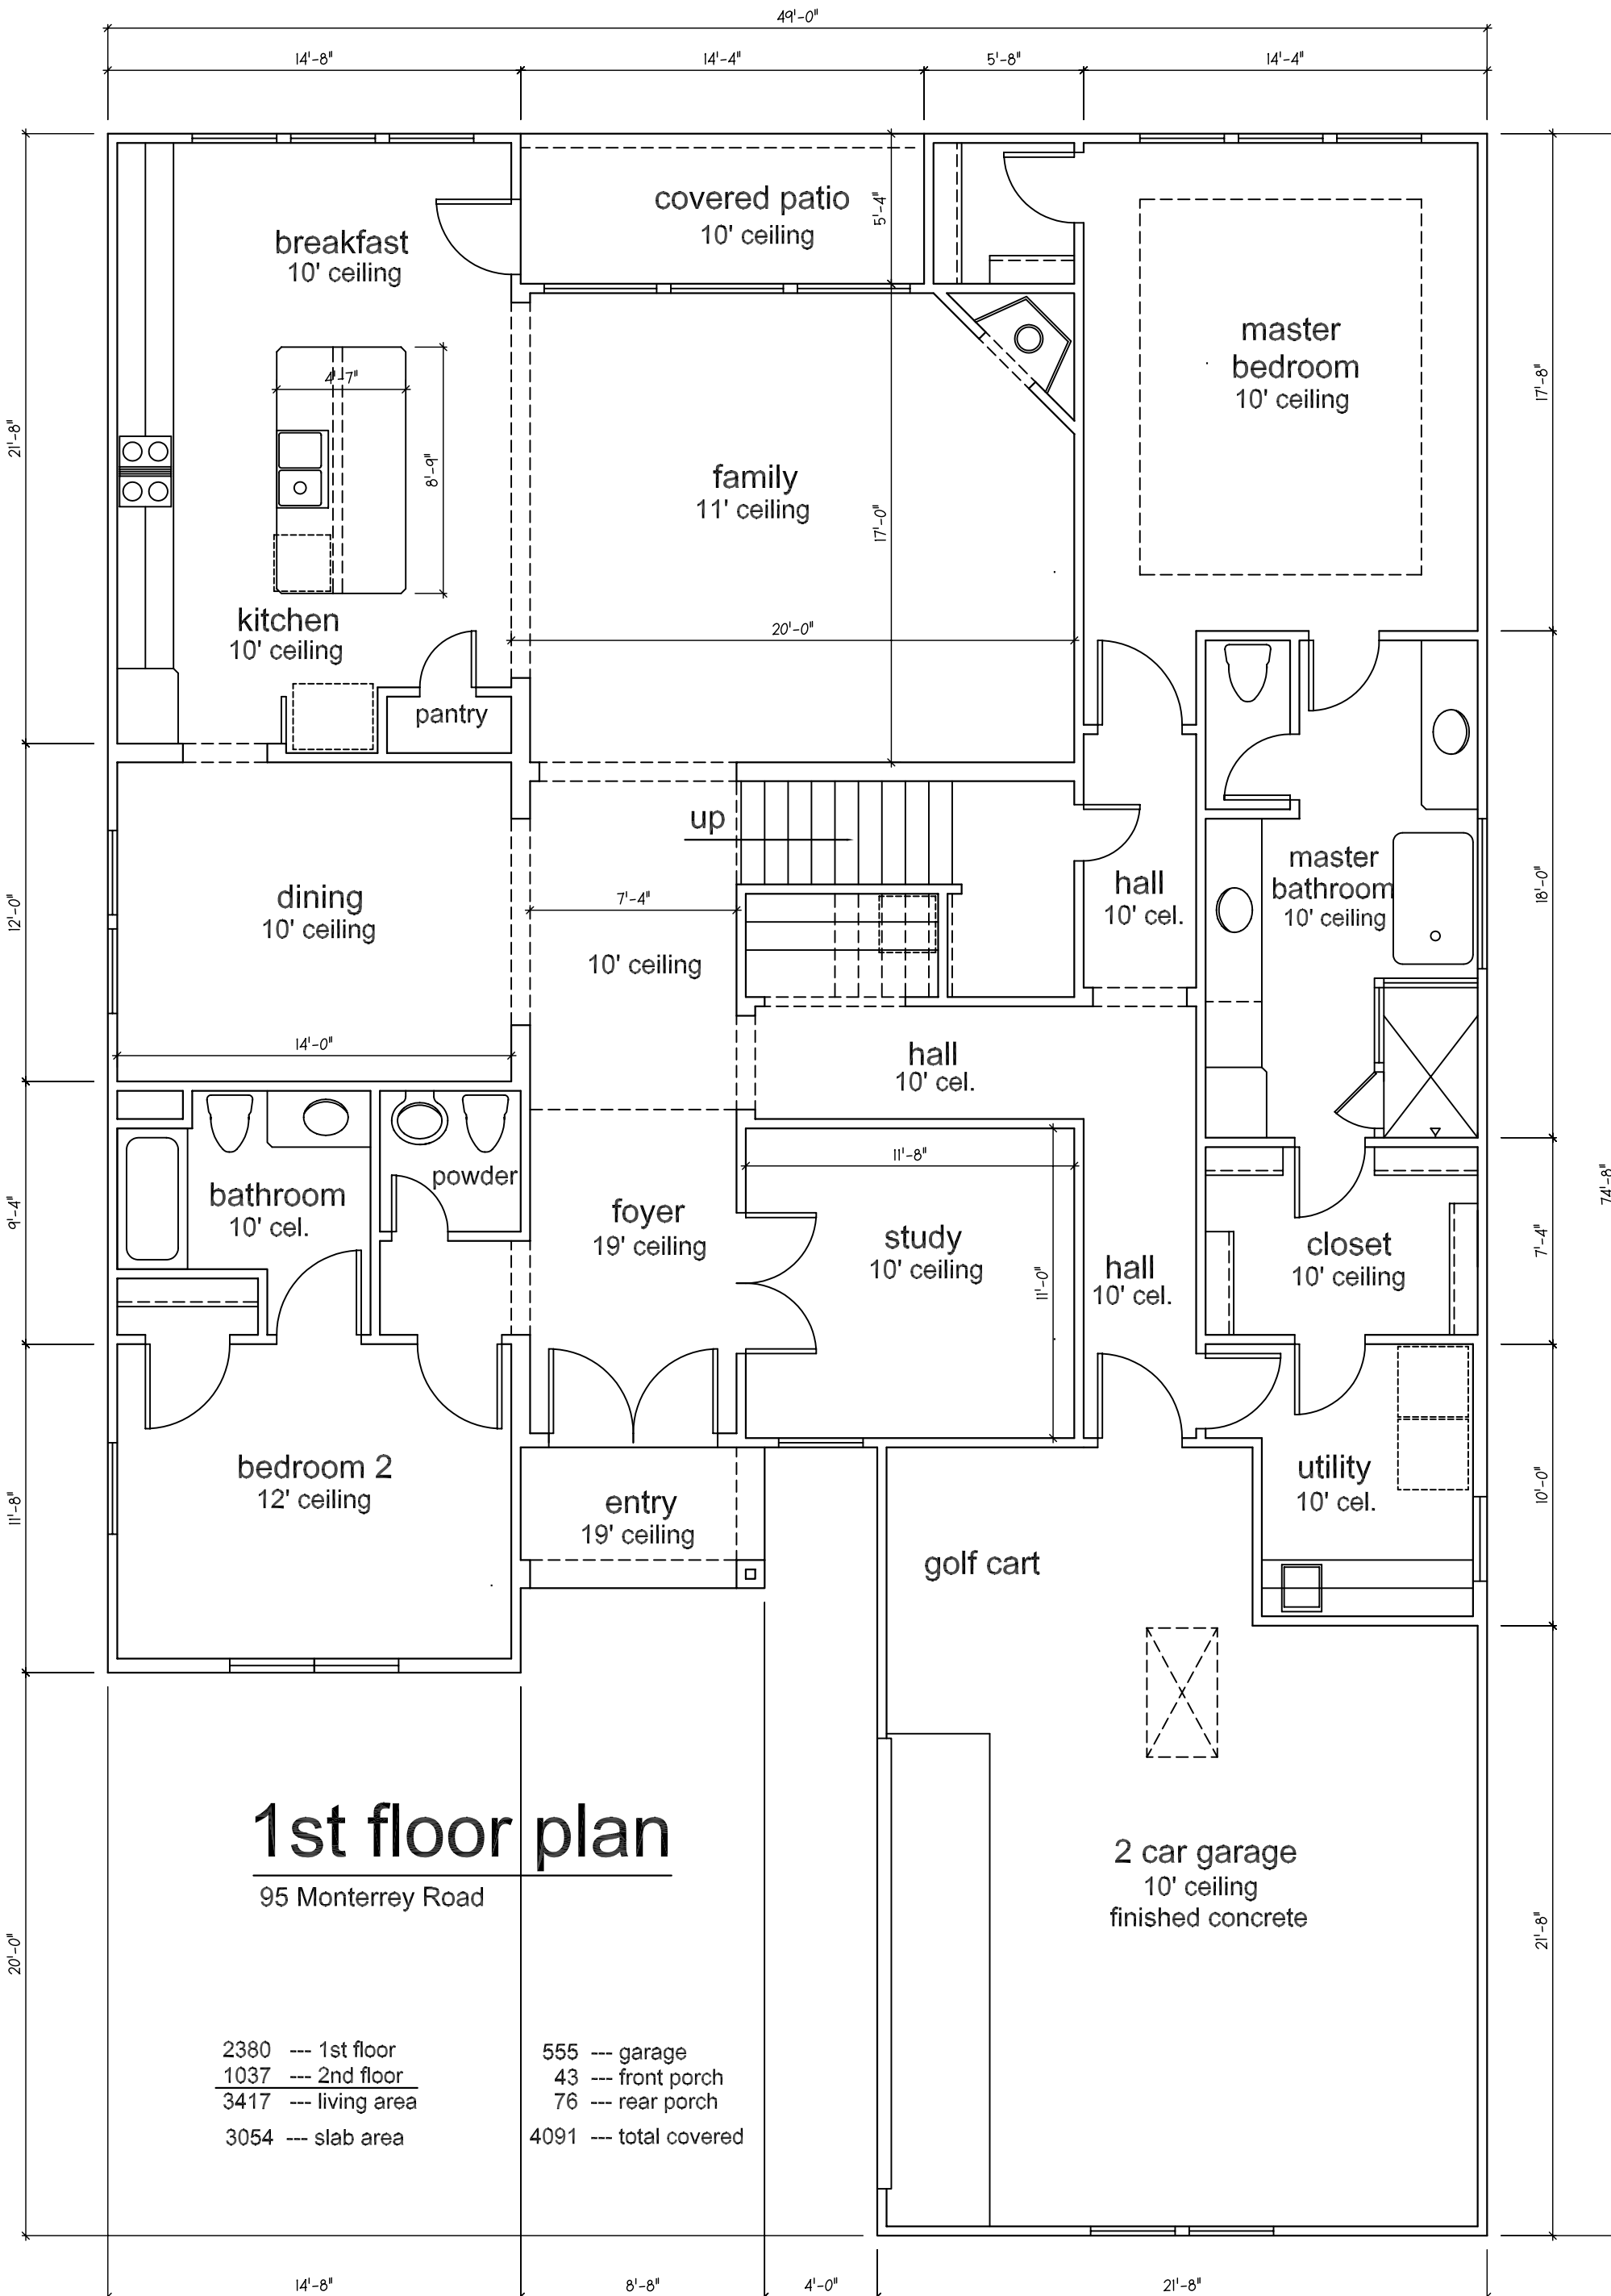 49'-0"
14'-8"
14'-4"
5'-8"
14'-4"
covered patio
10' ceiling
5'-4"
breakfast
10' ceiling
master
bedroom
10' ceiling
17'-8"
4'-7"
21'-8"
8'-9"
family
11' ceiling
17'-0"
kitchen
10' ceiling
20'-0"
pantry
up
dining
10' ceiling
12'-0"
7'-4"
10' ceiling
hall
10' cel.
master
bathroom
10' ceiling
18'-0"
14'-0"
hall
10' cel.
11'-8"
74'-8"
powder
bathroom
10' cel.
9'-4"
foyer
19' ceiling
study
10' ceiling
11'-0"
hall
10' cel.
closet
10' ceiling
7'-4"
bedroom 2
12' ceiling
11'-8"
entry
19' ceiling
utility
10' cel.
10'-0"
golf cart
1st floor plan
95 Monterrey Road
2 car garage
10' ceiling
finished concrete
20'-0"
21'-8"
2380 --- 1st floor
1037 --- 2nd floor
3417 --- living area
3054 --- slab area
555 --- garage
43 --- front porch
76 --- rear porch
4091 --- total covered
14'-8"
8'-8"
4'-0"
21'-8"